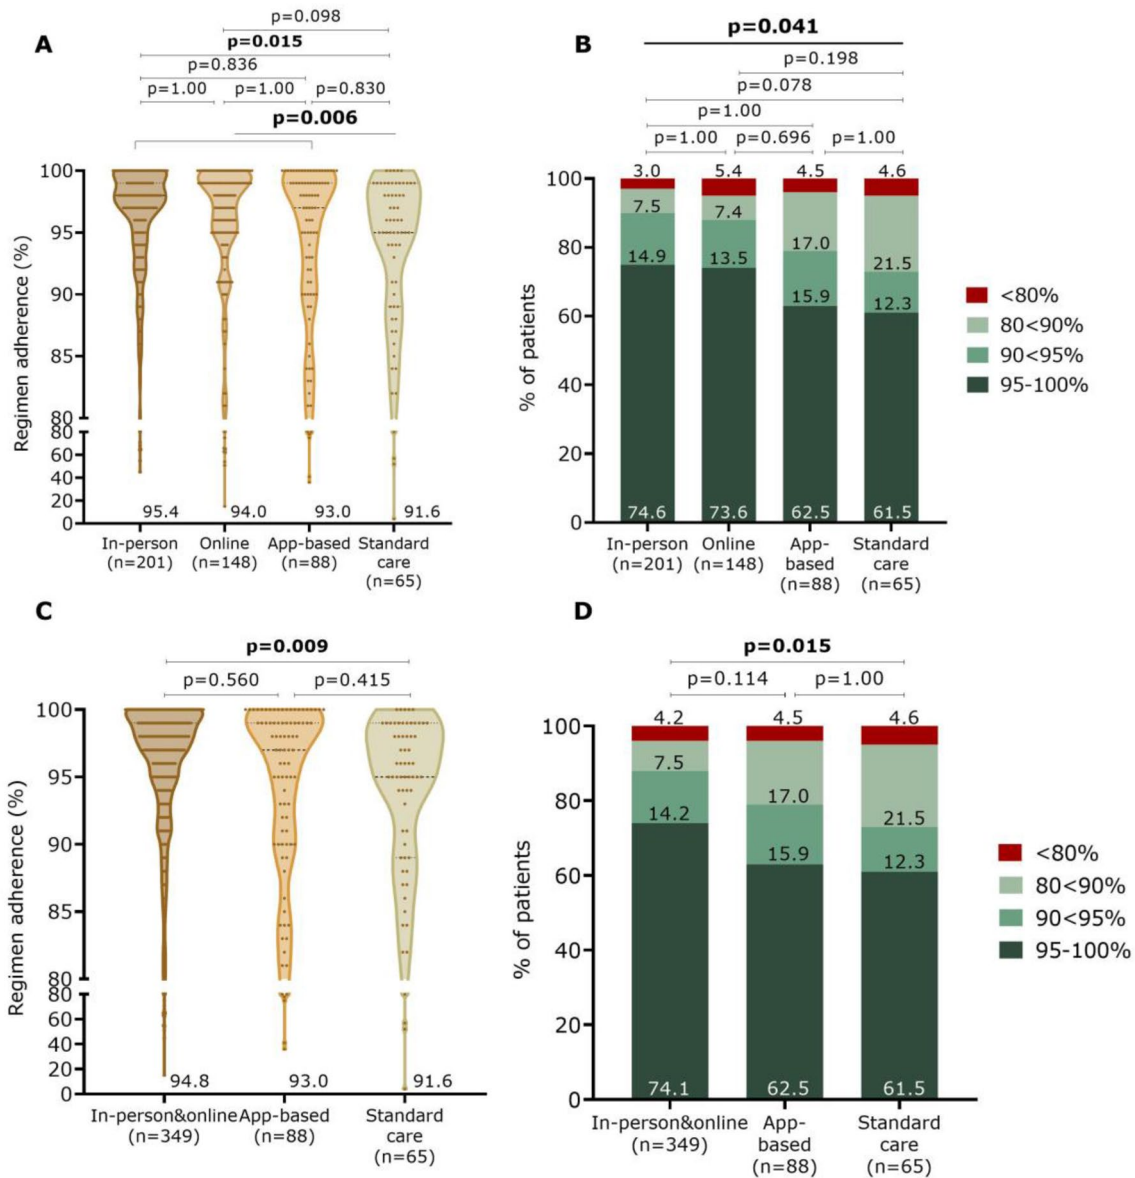 A
p=0.098
p=0.015
p=0.836
p=1.00 p=1.00 p=0.830
p=0.006
Regimen adherence (%)
100
95
90
85
80
80
60
40
20
0
95.4 94.0 93.0 91.6
In-person Online App-based Standard
(n=201) (n=148) (n=88) care
(n=65)
B
p=0.041
p=0.198
p=0.078
p=1.00
p=1.00 p=0.696 p=1.00
% of patients
100
80
60
40
20
0
3.0 5.4 4.5 4.6
7.5 7.4 17.0 21.5
14.9 13.5 15.9 12.3
74.6 73.6 62.5 61.5
In-person Online App- Standard
(n=201) (n=148) based care
(n=88) (n=65)
<80%
80<90%
90<95%
95-100%
C
p=0.009
p=0.560 p=0.415
Regimen adherence (%)
100
95
90
85
80
80
60
40
20
0
94.8 93.0 91.6
In-person&online App-based Standard
(n=349) (n=88) care
(n=65)
D
p=0.015
p=0.114 p=1.00
% of patients
100
80
60
40
20
0
4.2 4.5 4.6
7.5 17.0 21.5
14.2 15.9 12.3
74.1 62.5 61.5
In-person&online App- Standard
(n=349) based care
(n=88) (n=65)
<80%
80<90%
90<95%
95-100%